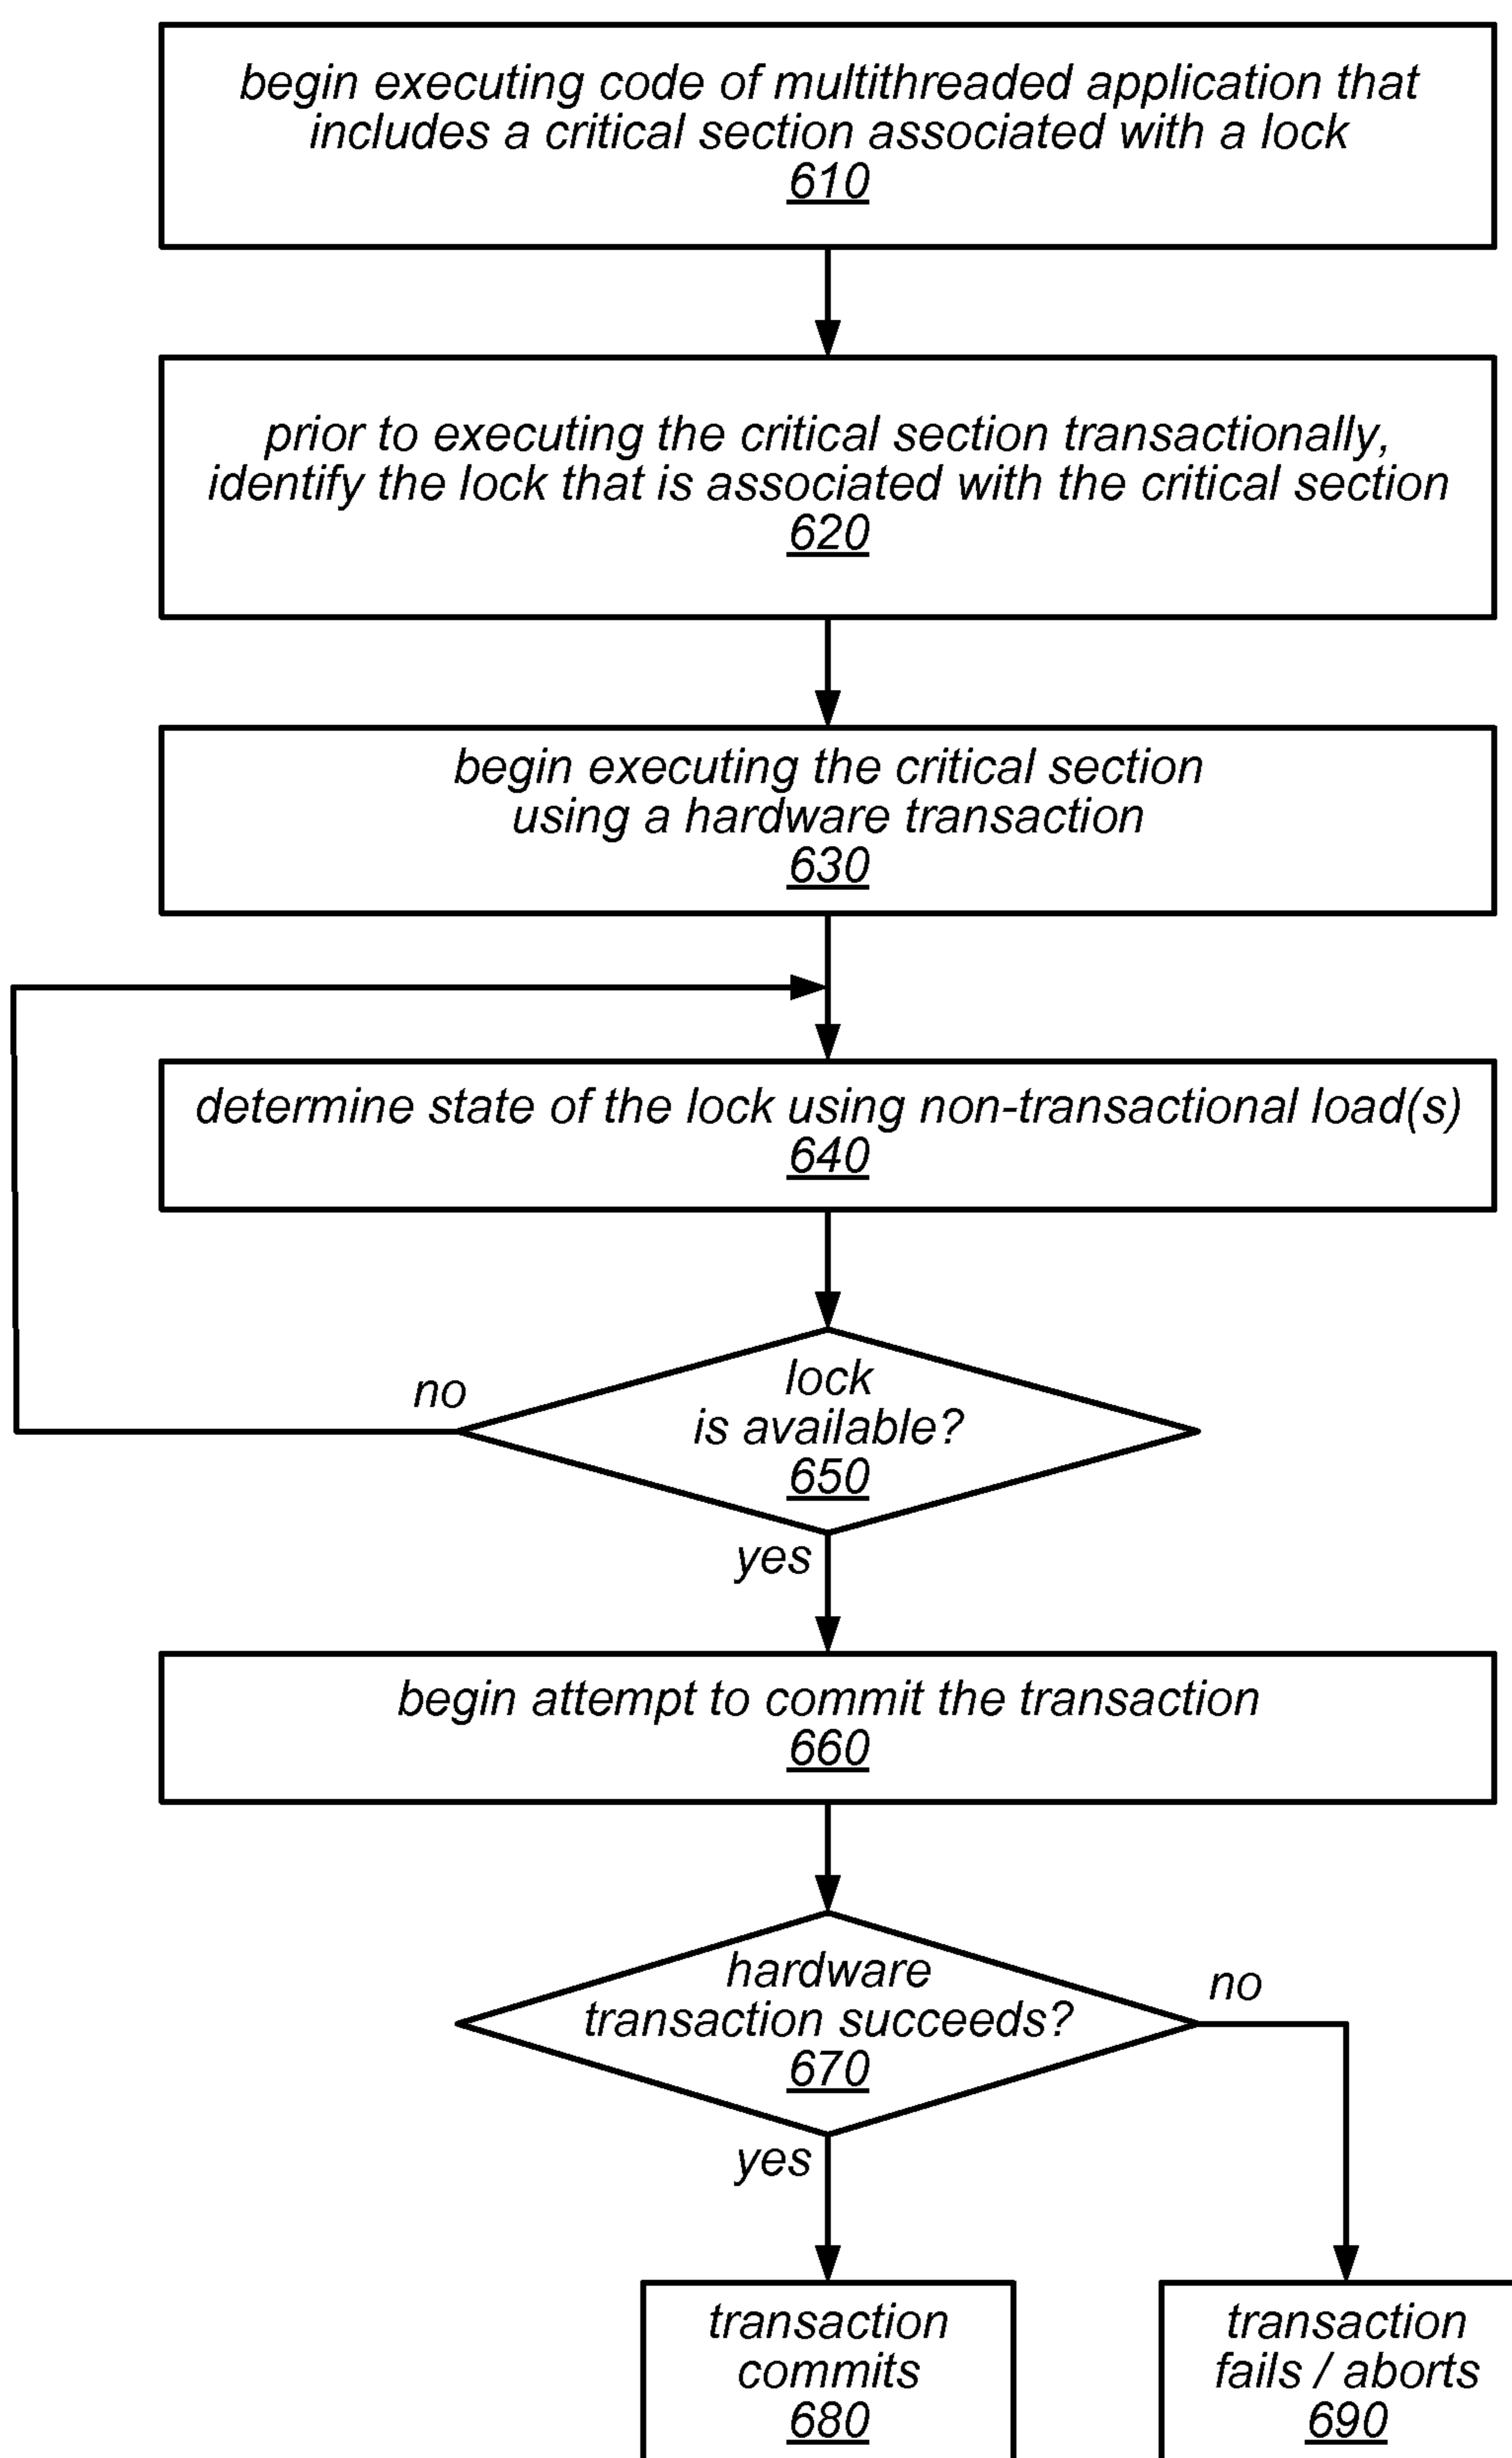 begin executing code of multithreaded application that
includes a critical section associated with a lock
610
prior to executing the critical section transactionally,
identify the lock that is associated with the critical section
620
begin executing the critical section
using a hardware transaction
630
determine state of the lock using non-transactional load(s)
640
no
lock
is available?
650
yes
begin attempt to commit the transaction
660
hardware
transaction succeeds?
670
no
yes
transaction
commits
680
transaction
fails / aborts
690